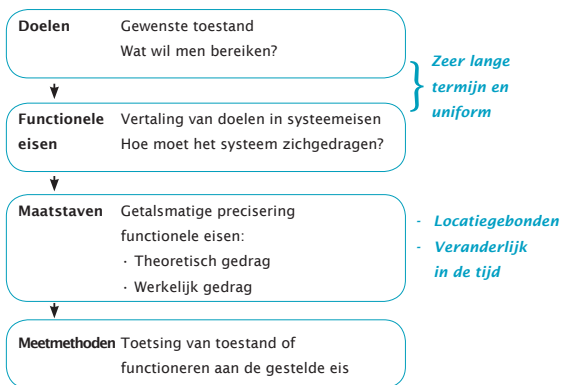 Doelen Gewenste toestand
Wat wil men bereiken?
Zeer lange
termijn en
uniform
Functionele Vertaling van doelen in systeemeisen
eisen Hoe moet het systeem zichgedragen?
Maatstaven Getalsmatige precisering
functionele eisen:
· Theoretisch gedrag
· Werkelijk gedrag
- Locatiegebonden
- Veranderlijk
in de tijd
Meetmethoden Toetsing van toestand of
functioneren aan de gestelde eis